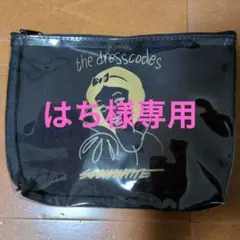 the dresscodes
はち様専用
SNOW WHITE